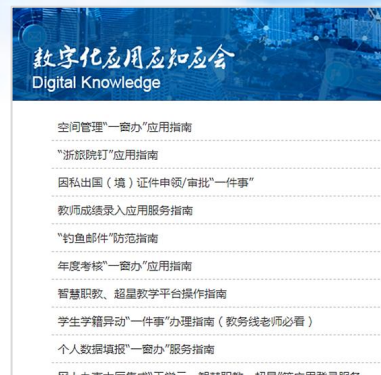 数字化应用应知应会
Digital Knowledge
空间管理“一窗办”应用指南
“浙旅院钉”应用指南
因私出国（境）证件申领/审批“一件事”
教师成绩录入应用服务指南
“钓鱼邮件”防范指南
年度考核“一窗办”应用指南
智慧职教、超星教学平台操作指南
学生学籍异动“一件事”办理指南（教务线老师必看）
个人数据填报“一窗办”服务指南